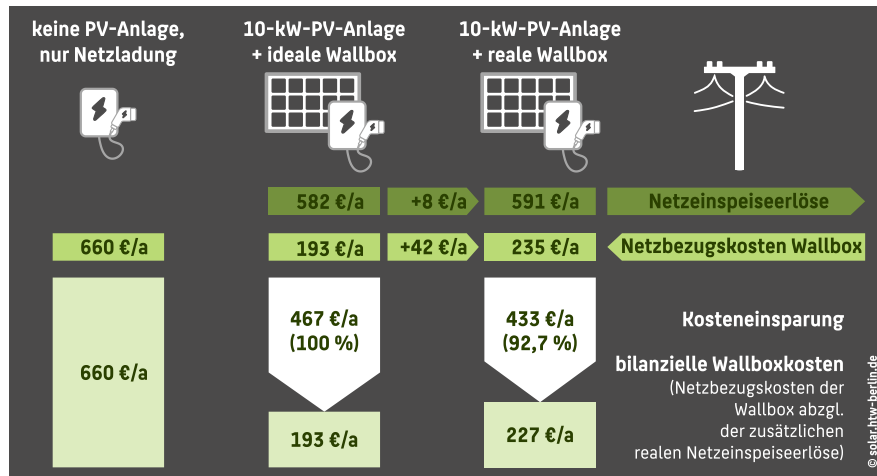 keine PV-Anlage,
nur Netzladung
10-kW-PV-Anlage
+ ideale Wallbox
10-kW-PV-Anlage
+ reale Wallbox
582 €/a
+8 €/a
591 €/a
Netzeinspeiseerlöse
660 €/a
193 €/a
+42 €/a
235 €/a
Netzbezugskosten Wallbox
660 €/a
467 €/a
(100 %)
433 €/a
(92,7 %)
Kosteneinsparung
193 €/a
227 €/a
bilanzielle Wallboxkosten
(Netzbezugskosten der
Wallbox abzgl.
der zusätzlichen
realen Netzeinspeiseerlöse)
© solar.htw-berlin.de